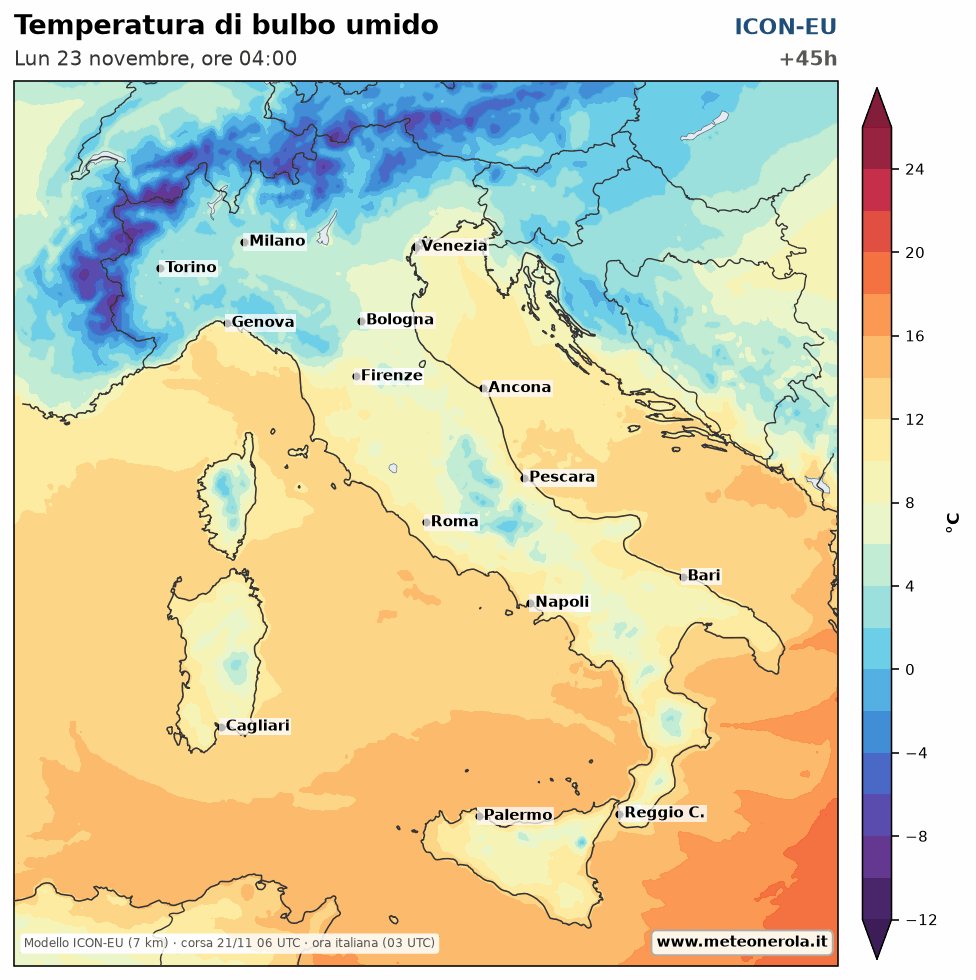 Temperatura di bulbo umido
ICON-EU
Lun 23 novembre, ore 04:00
+45h
Milano
Venezia
Torino
Genova
Bologna
Firenze
Ancona
Pescara
Roma
Bari
Napoli
Cagliari
Palermo
Reggio C.
24
20
16
12
8
4
0
−4
−8
−12
°C
Modello ICON-EU (7 km) · corsa 21/11 06 UTC · ora italiana (03 UTC)
www.meteonerola.it